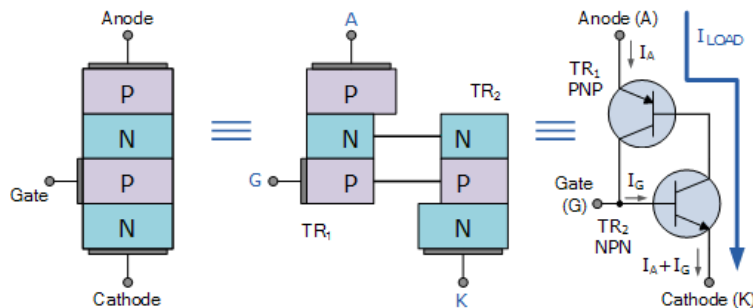 Anode
P
N
P
N
Gate
Cathode
A
P
N
P
G
TR1
TR2
N
P
N
K
Anode (A)
IA
ILOAD
TR1
PNP
IG
Gate
(G)
TR2
NPN
IA+IG
Cathode (K)